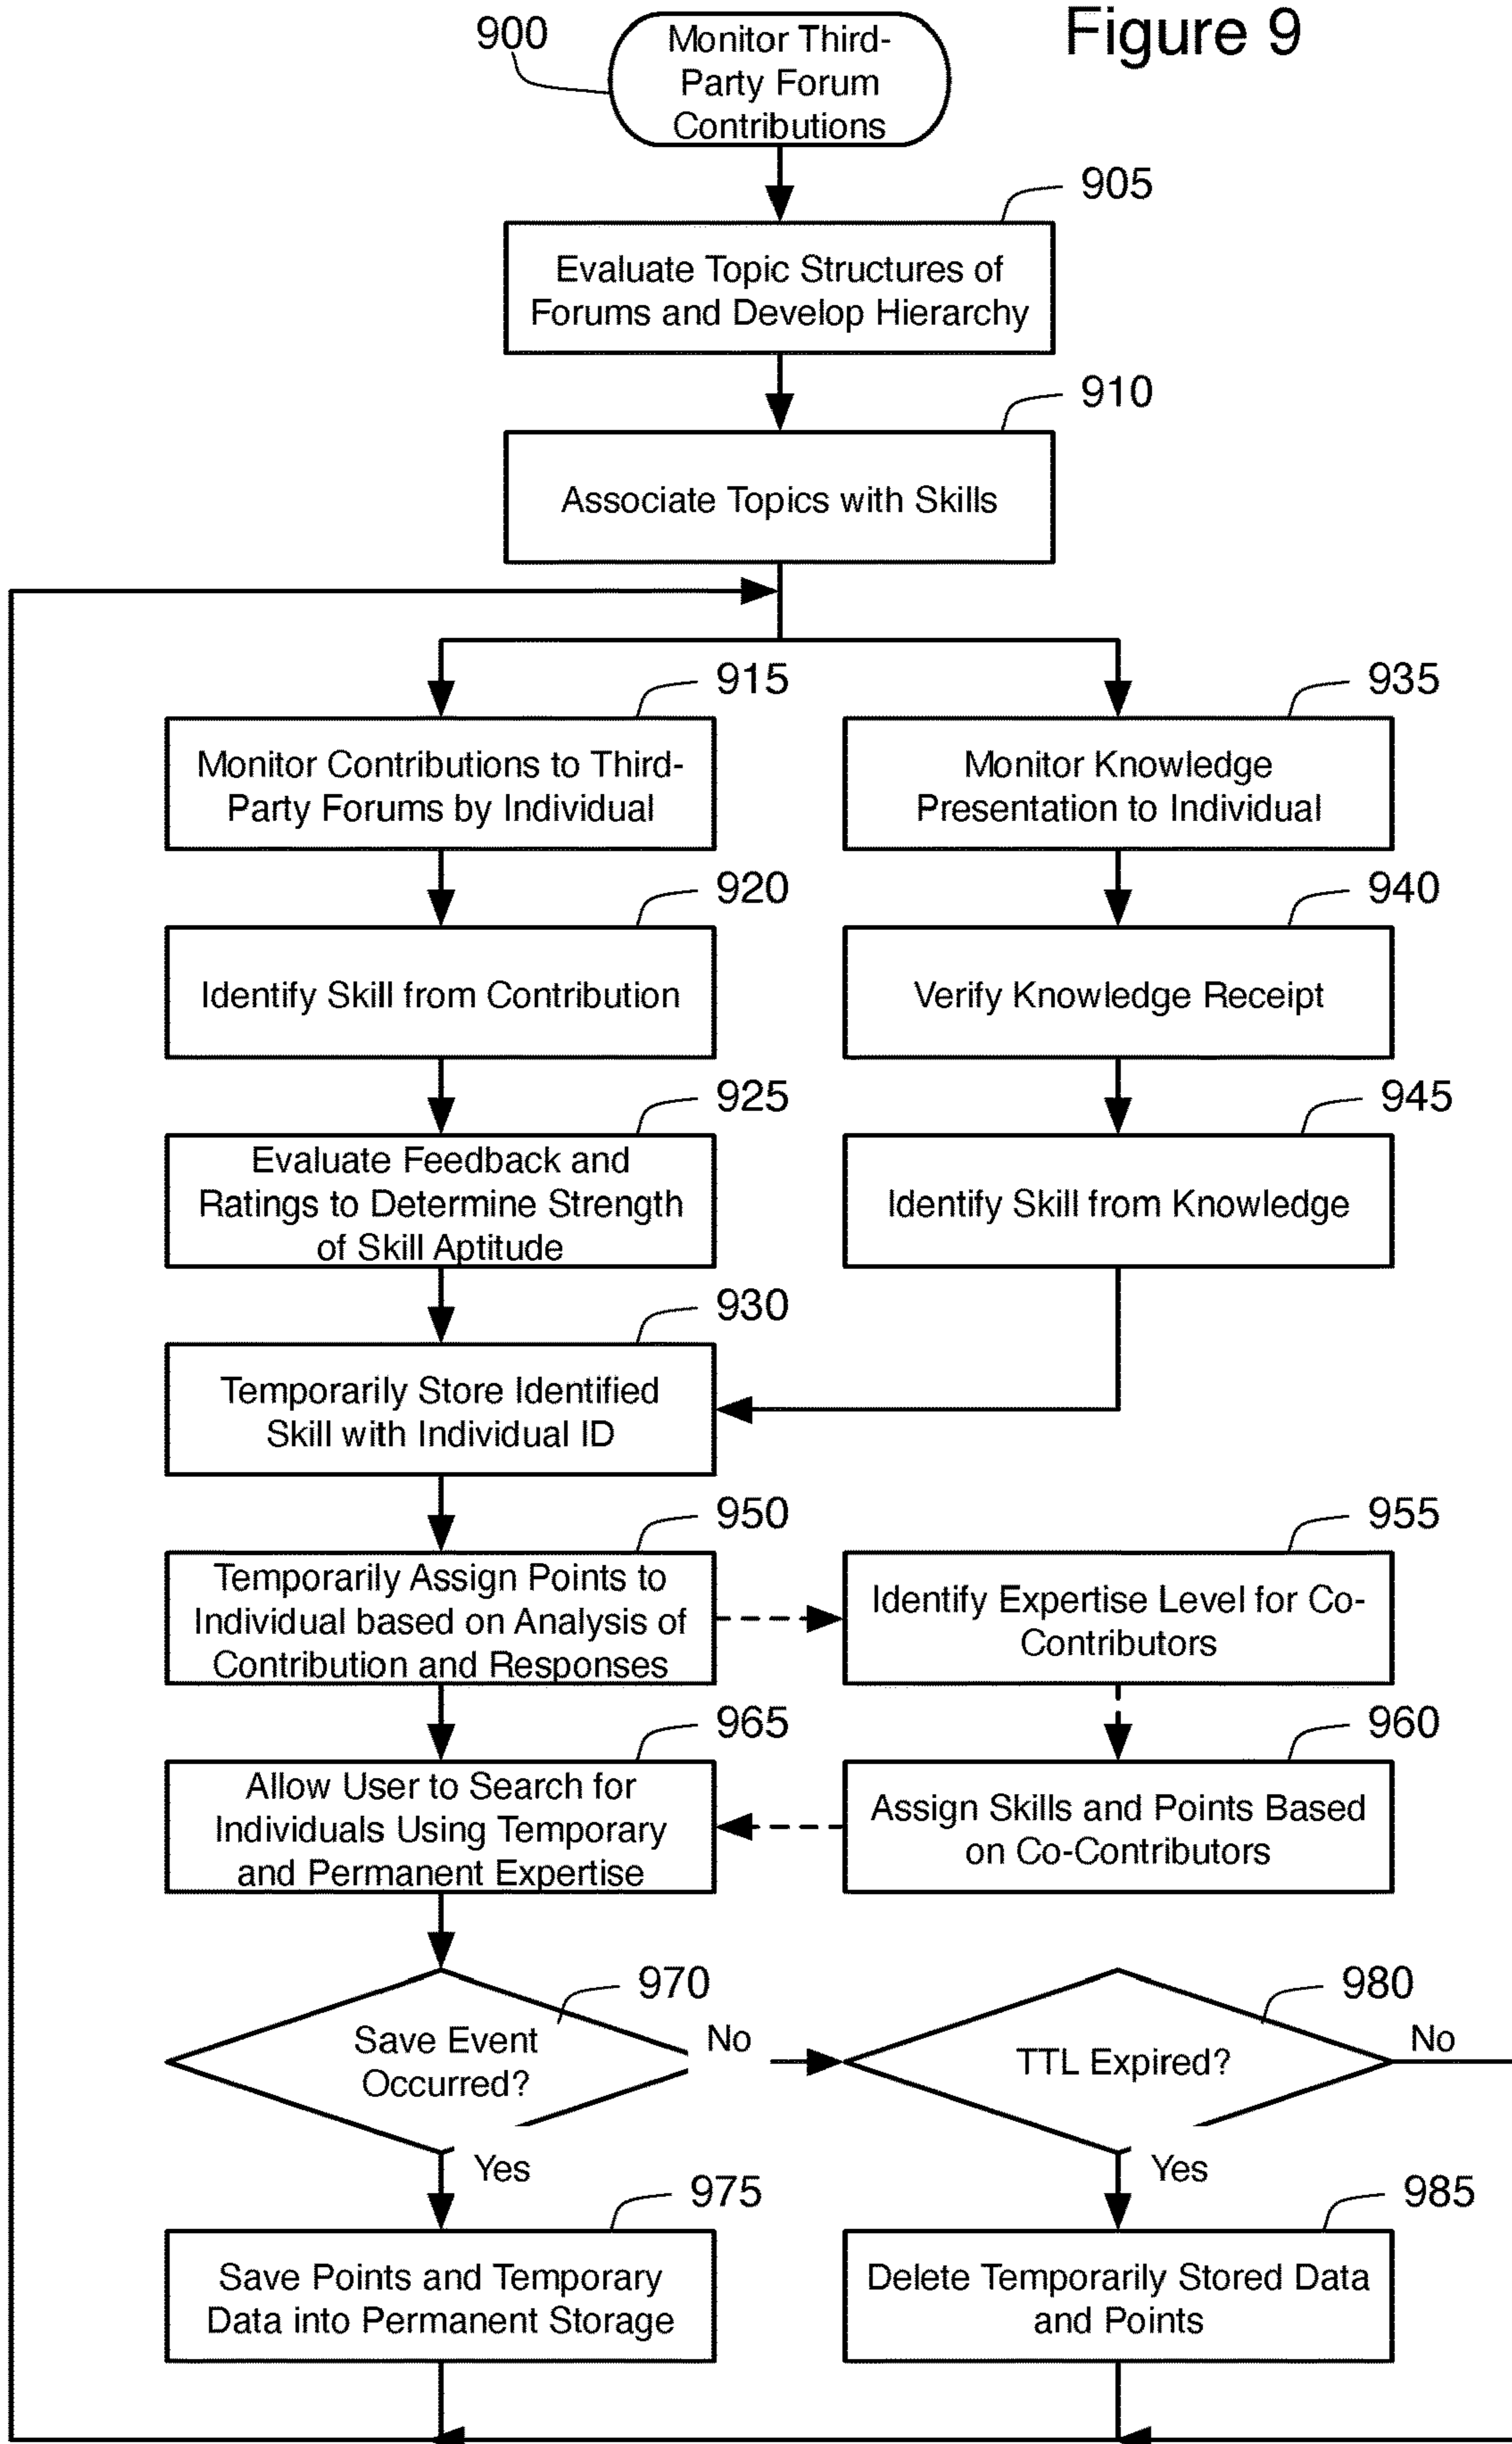 Figure 9
900
Monitor Third-
Party Forum
Contributions
905
Evaluate Topic Structures of
Forums and Develop Hierarchy
910
Associate Topics with Skills
915
Monitor Contributions to Third-
Party Forums by Individual
935
Monitor Knowledge
Presentation to Individual
920
Identify Skill from Contribution
940
Verify Knowledge Receipt
925
Evaluate Feedback and
Ratings to Determine Strength
of Skill Aptitude
945
Identify Skill from Knowledge
930
Temporarily Store Identified
Skill with Individual ID
950
Temporarily Assign Points to
Individual based on Analysis of
Contribution and Responses
955
Identify Expertise Level for Co-
Contributors
965
Allow User to Search for
Individuals Using Temporary
and Permanent Expertise
960
Assign Skills and Points Based
on Co-Contributors
970
Save Event
Occurred?
No
Yes
980
TTL Expired?
No
Yes
975
Save Points and Temporary
Data into Permanent Storage
985
Delete Temporarily Stored Data
and Points